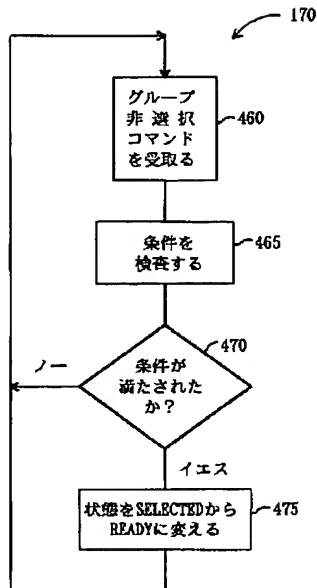 170
グループ
非選択
コマンド
を受取る
460
条件を
検査する
465
条件が
満たされた
か？
470
ノー
イエス
状態をSELECTEDから
READYに変える
475